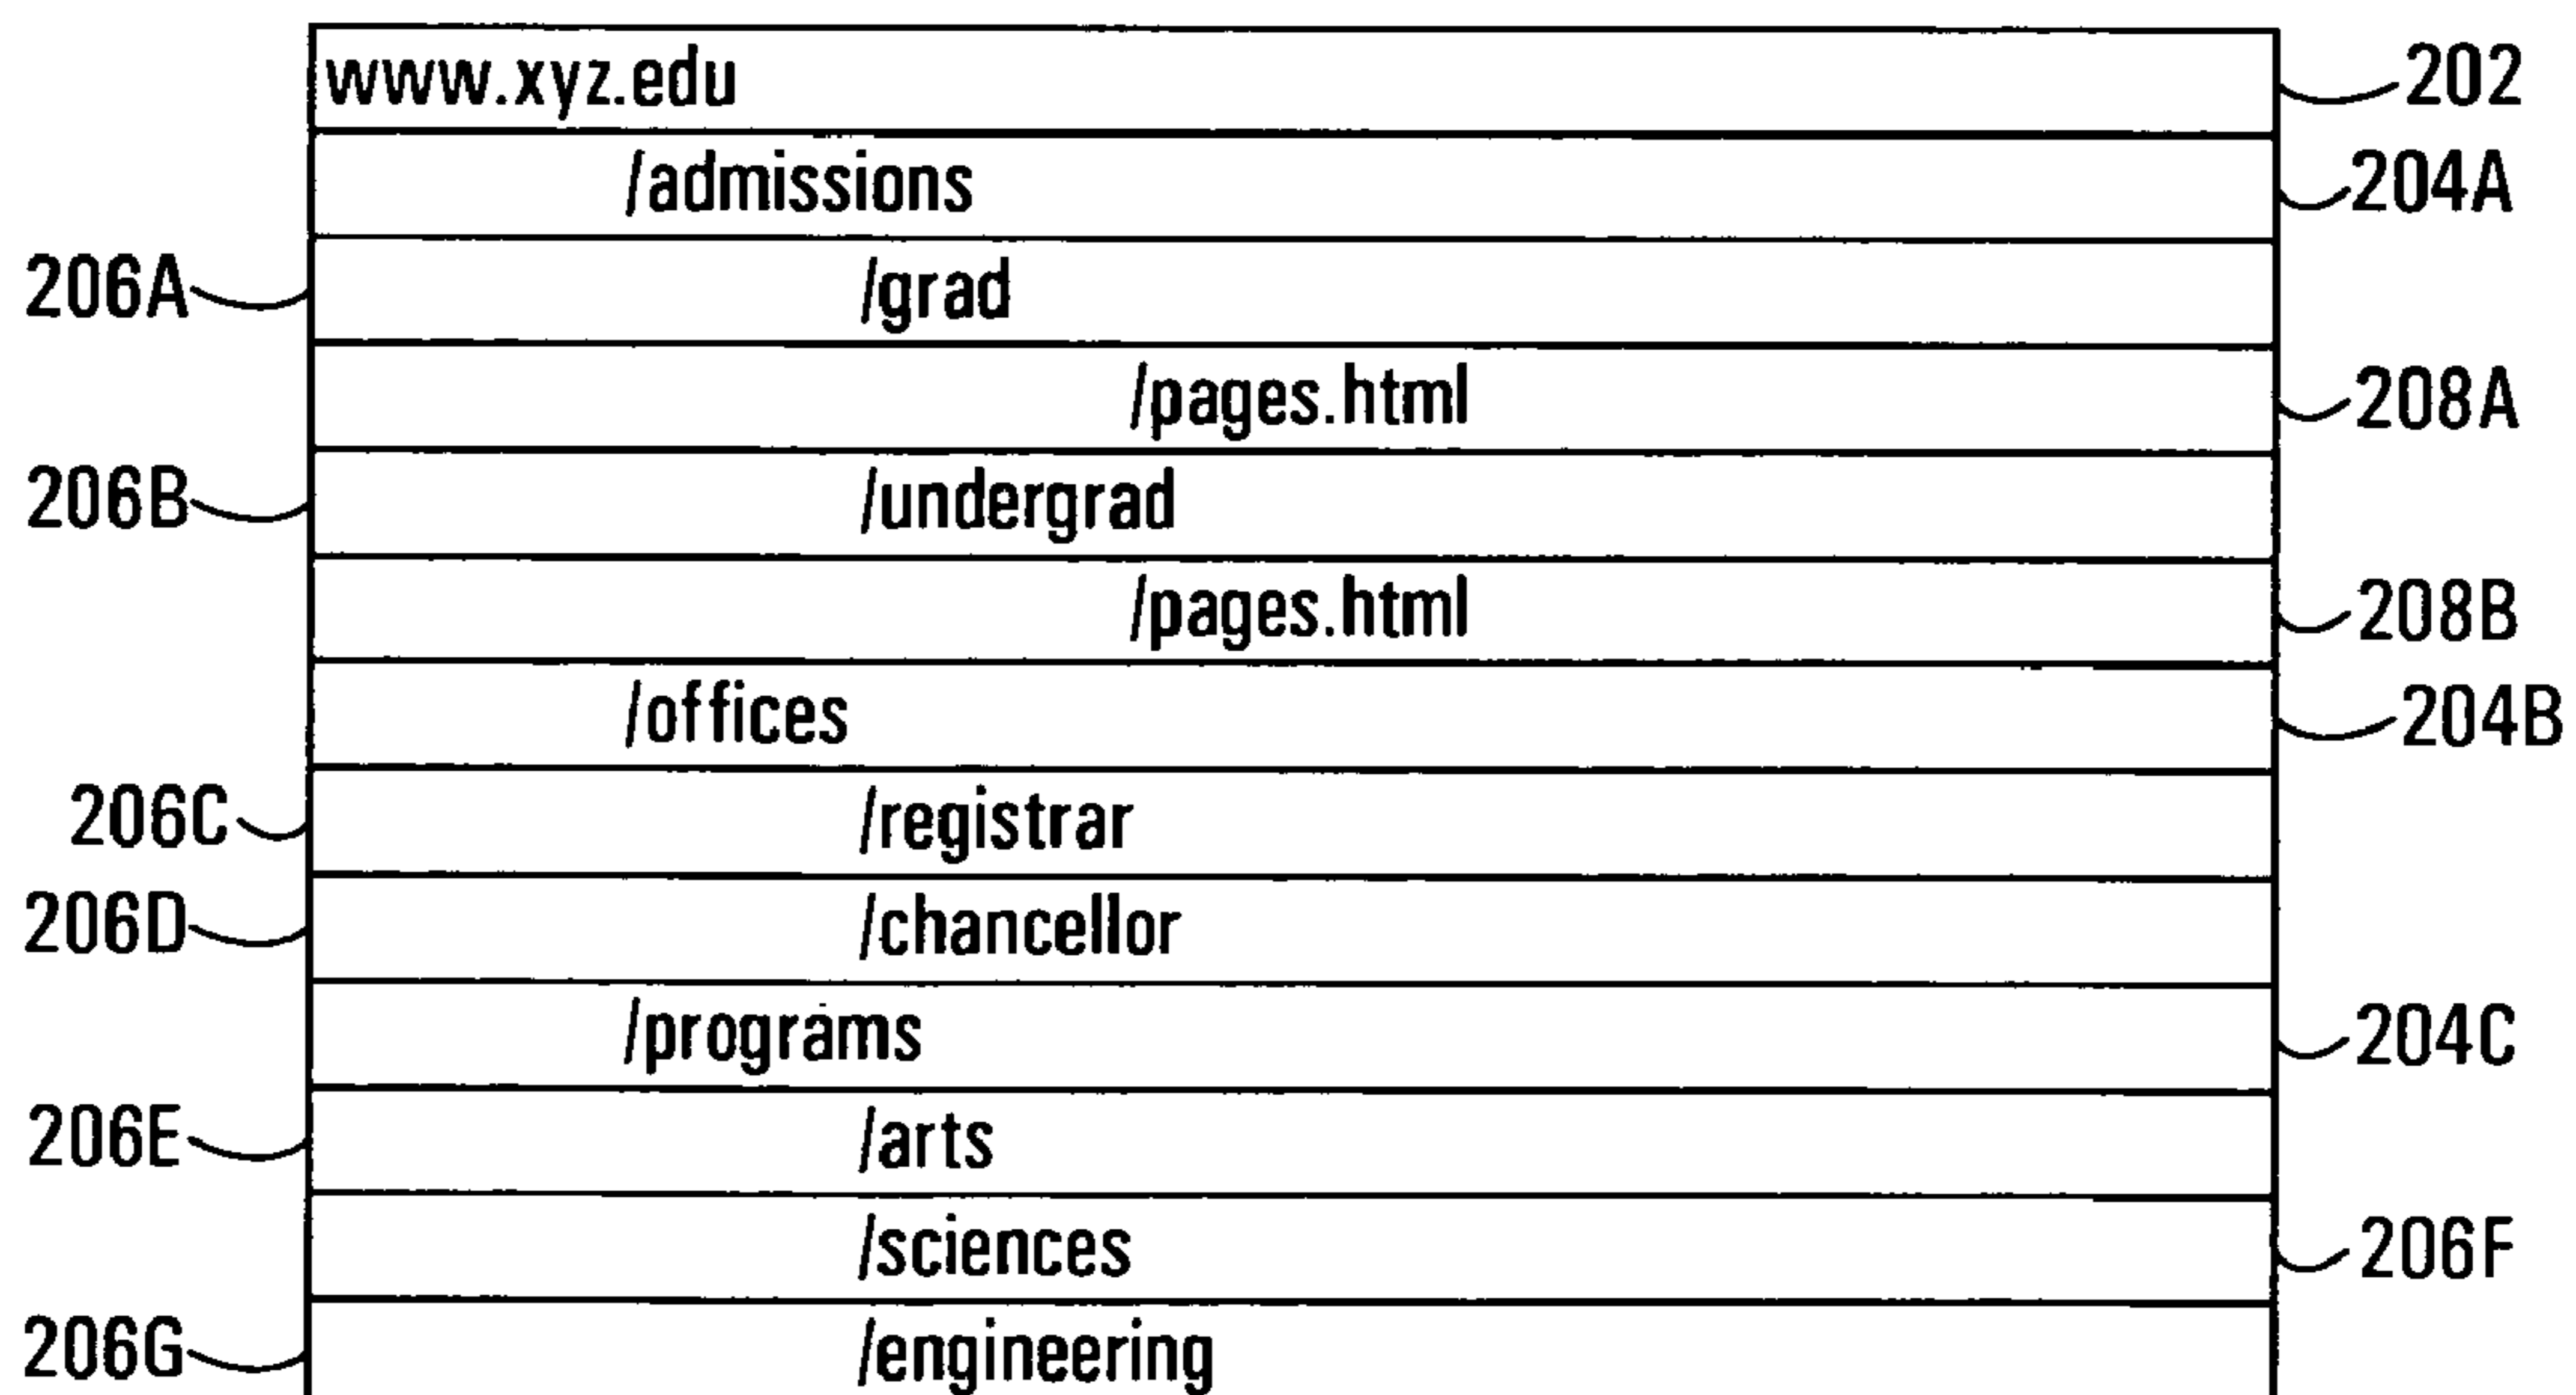 www.xyz.edu 202
/admissions 204A
206A /grad
/pages.html 208A
206B /undergrad
/pages.html 208B
/offices 204B
206C /registrar
206D /chancellor
/programs 204C
206E /arts
/sciences 206F
206G /engineering